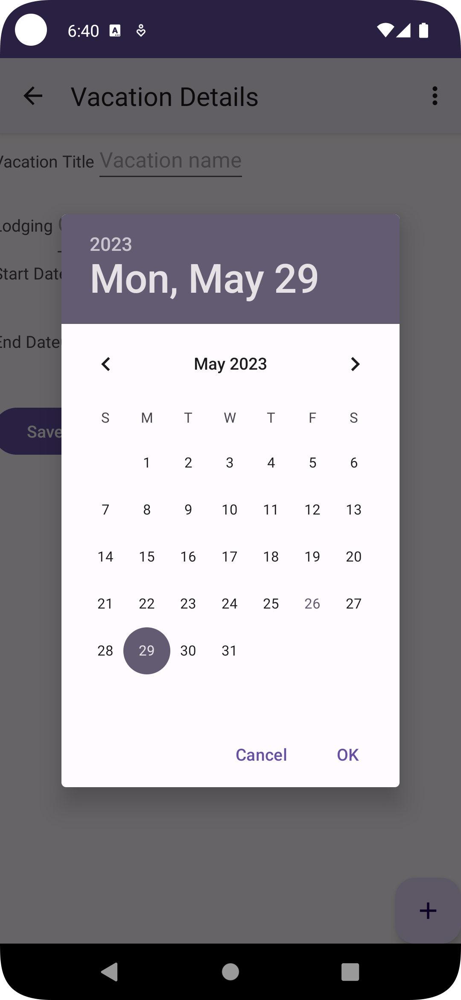 6:40
Vacation Details
Vacation Title Vacation name
Lodging
Start Date
End Date
Save
2023
Mon, May 29
May 2023
S M T W T F S
1 2 3 4 5 6
7 8 9 10 11 12 13
14 15 16 17 18 19 20
21 22 23 24 25 26 27
28 29 30 31
Cancel OK